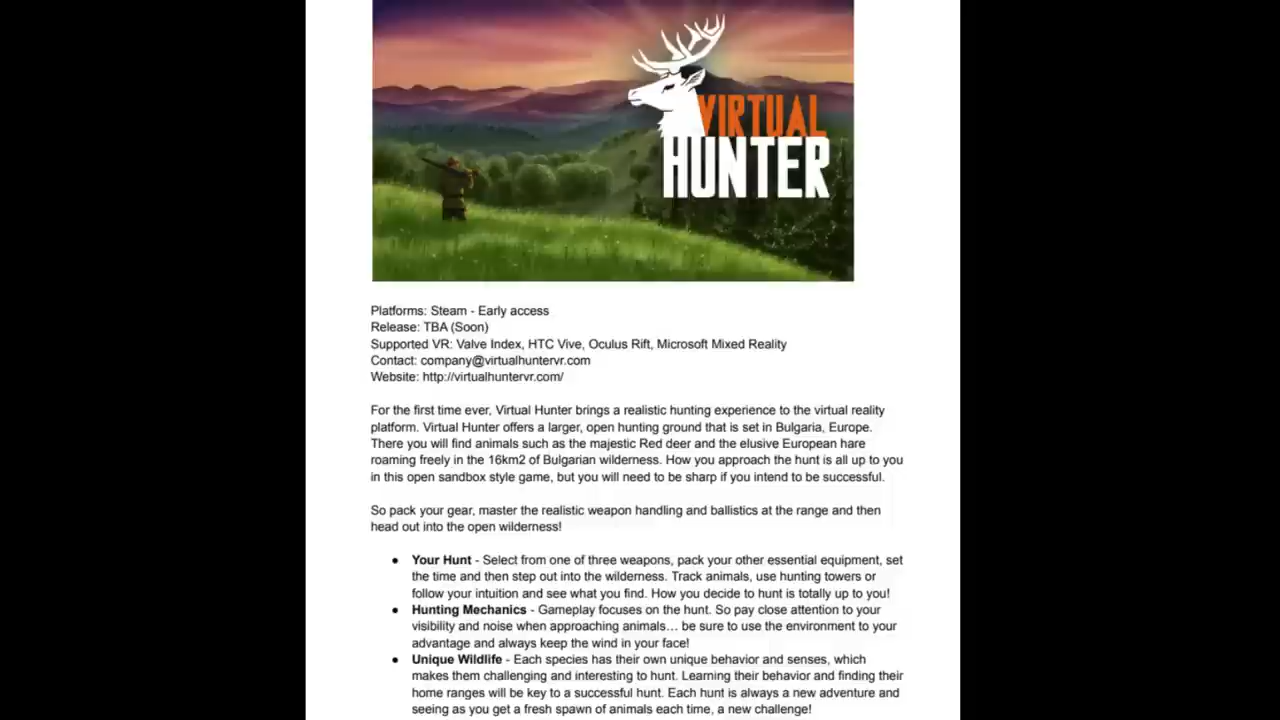 VIRTUAL
HUNTER
Platforms: Steam - Early access
Release: TBA (Soon)
Supported VR: Valve Index, HTC Vive, Oculus Rift, Microsoft Mixed Reality
Contact: company@virtualhuntervr.com
Website: http://virtualhuntervr.com/
For the first time ever, Virtual Hunter brings a realistic hunting experience to the virtual reality
platform. Virtual Hunter offers a larger, open hunting ground that is set in Bulgaria, Europe.
There you will find animals such as the majestic Red deer and the elusive European hare
roaming freely in the 16km2 of Bulgarian wilderness. How you approach the hunt is all up to you
in this open sandbox style game, but you will need to be sharp if you intend to be successful.
So pack your gear, master the realistic weapon handling and ballistics at the range and then
head out into the open wilderness!
● Your Hunt - Select from one of three weapons, pack your other essential equipment, set
the time and then step out into the wilderness. Track animals, use hunting towers or
follow your intuition and see what you find. How you decide to hunt is totally up to you!
● Hunting Mechanics - Gameplay focuses on the hunt. So pay close attention to your
visibility and noise when approaching animals… be sure to use the environment to your
advantage and always keep the wind in your face!
● Unique Wildlife - Each species has their own unique behavior and senses, which
makes them challenging and interesting to hunt. Learning their behavior and finding their
home ranges will be key to a successful hunt. Each hunt is always a new adventure and
seeing as you get a fresh spawn of animals each time, a new challenge!